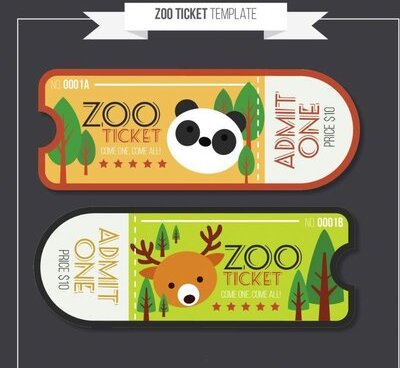 ZOO TICKET TEMPLATE
NO 0001A
ZOO
TICKET
COME ONE, COME ALL!
ADMIT
ONE
PRICE $10
NO 0001B
ZOO
TICKET
COME ONE, COME ALL!
ADMIT
ONE
PRICE $10